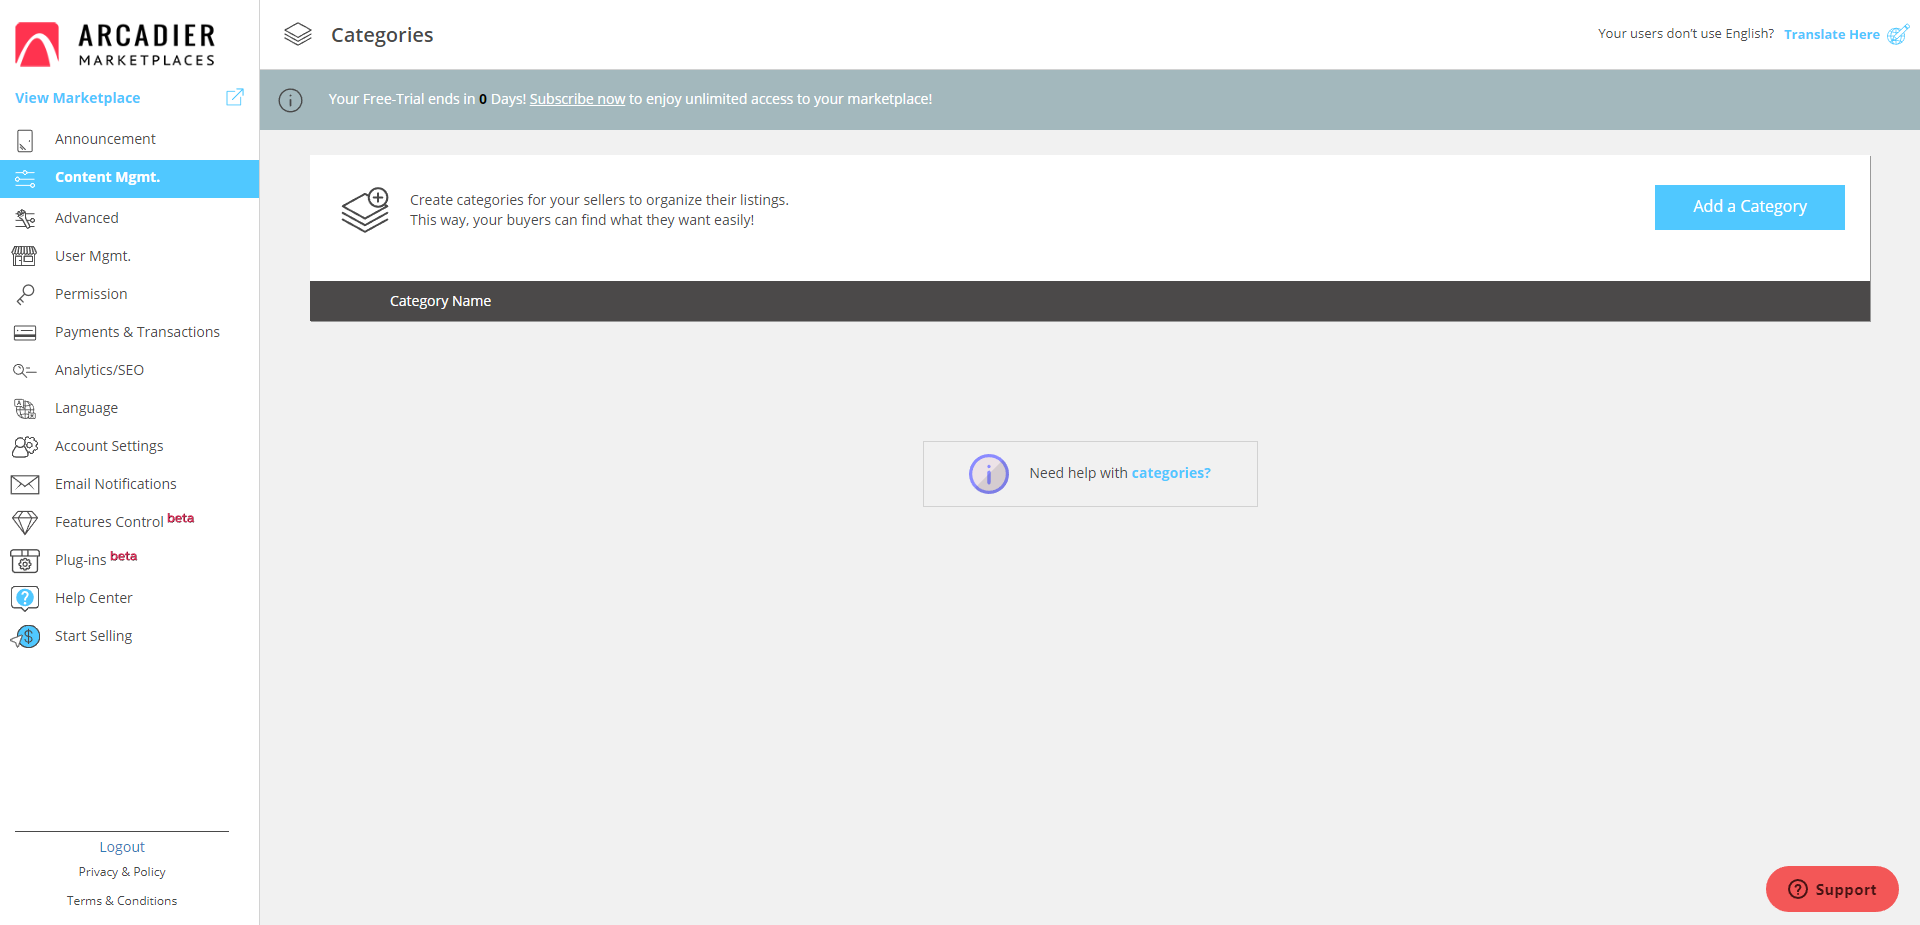 ARCADIER
MARKETPLACES
View Marketplace
Announcement
Content Mgmt.
Advanced
User Mgmt.
Permission
Payments & Transactions
Analytics/SEO
Language
Account Settings
Email Notifications
Features Control beta
Plug-ins beta
Help Center
Start Selling
Logout
Privacy & Policy
Terms & Conditions
Categories
Your users don't use English? Translate Here
Your Free-Trial ends in 0 Days! Subscribe now to enjoy unlimited access to your marketplace!
Create categories for your sellers to organize their listings.
This way, your buyers can find what they want easily!
Add a Category
Category Name
Need help with categories?
Support